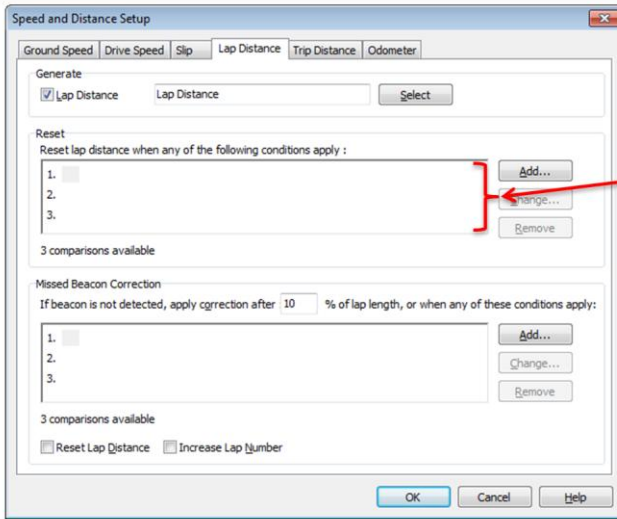 Speed and Distance Setup
Ground Speed Drive Speed Slip Lap Distance Trip Distance Odometer
Generate
Lap Distance Lap Distance Select
Reset
Reset lap distance when any of the following conditions apply :
1. Add...
2. Change...
3. Remove
3 comparisons available
Missed Beacon Correction
If beacon is not detected, apply correction after 10 % of lap length, or when any of these conditions apply:
1. Add...
2. Change...
3. Remove
3 comparisons available
Reset Lap Distance Increase Lap Number
OK Cancel Help